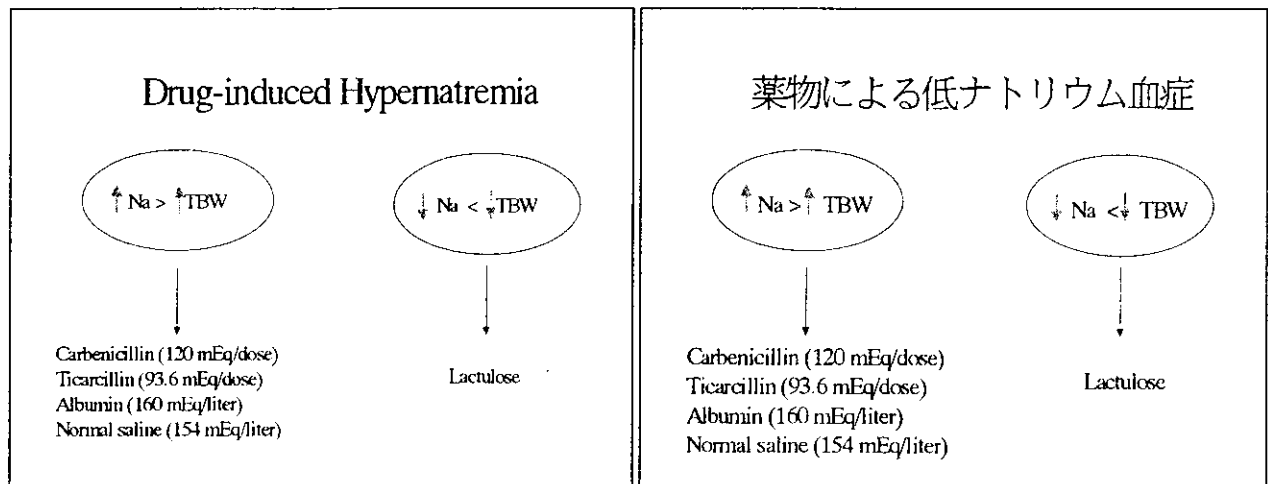 Drug-induced Hypernatremia
↑ Na > ↑TBW
↓ Na < ↓TBW
Carbenicillin (120 mEq/dose)
Ticarcillin (93.6 mEq/dose)
Albumin (160 mEq/liter)
Normal saline (154 mEq/liter)
Lactulose
薬物による低ナトリウム血症
↑ Na > ↑ TBW
↓ Na < ↓ TBW
Carbenicillin (120 mEq/dose)
Ticarcillin (93.6 mEq/dose)
Albumin (160 mEq/liter)
Normal saline (154 mEq/liter)
Lactulose